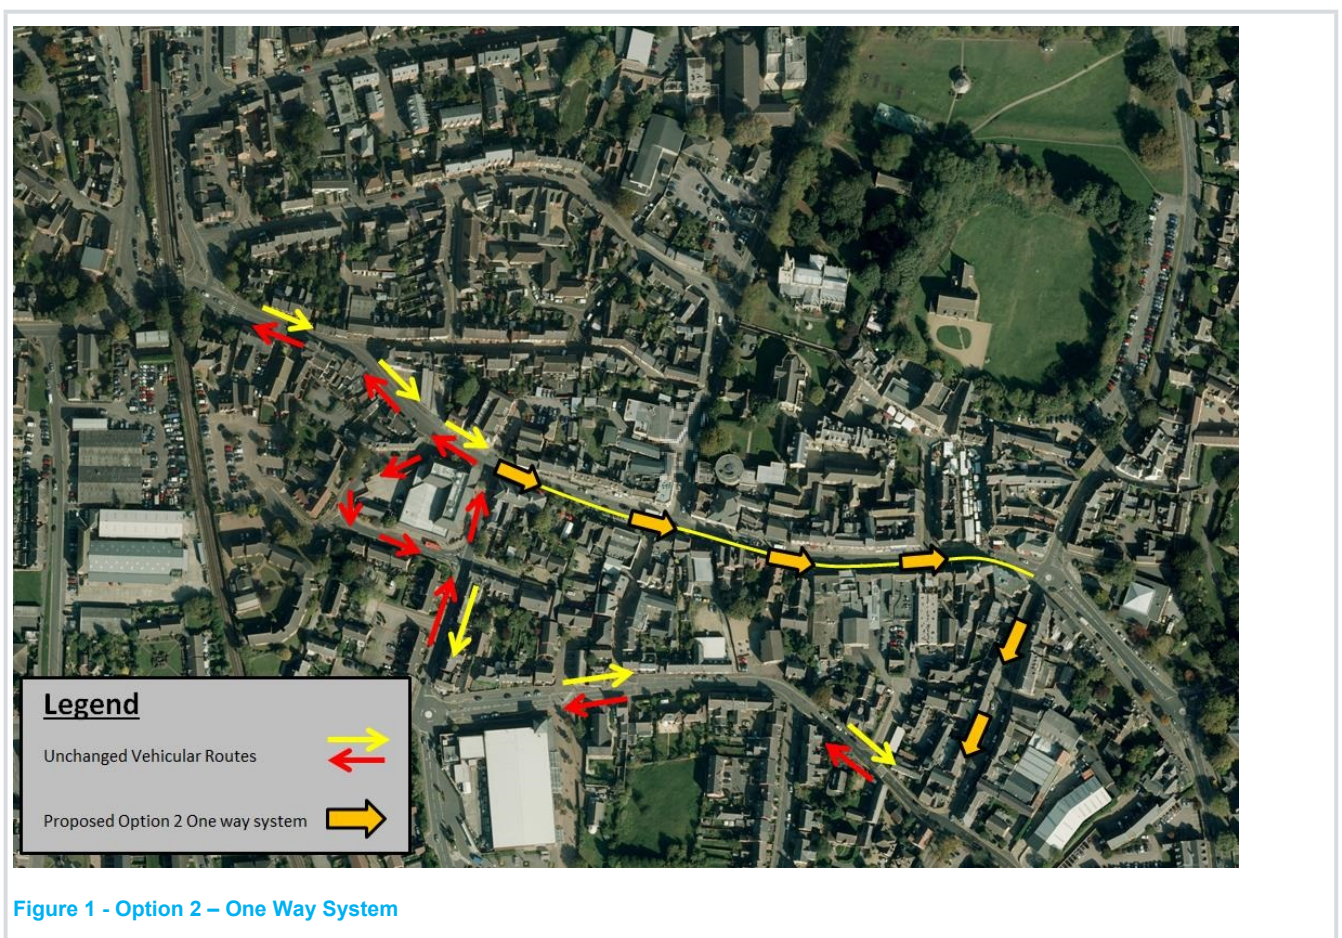 Legend
Unchanged Vehicular Routes
Proposed Option 2 One way system
Figure 1 - Option 2 – One Way System